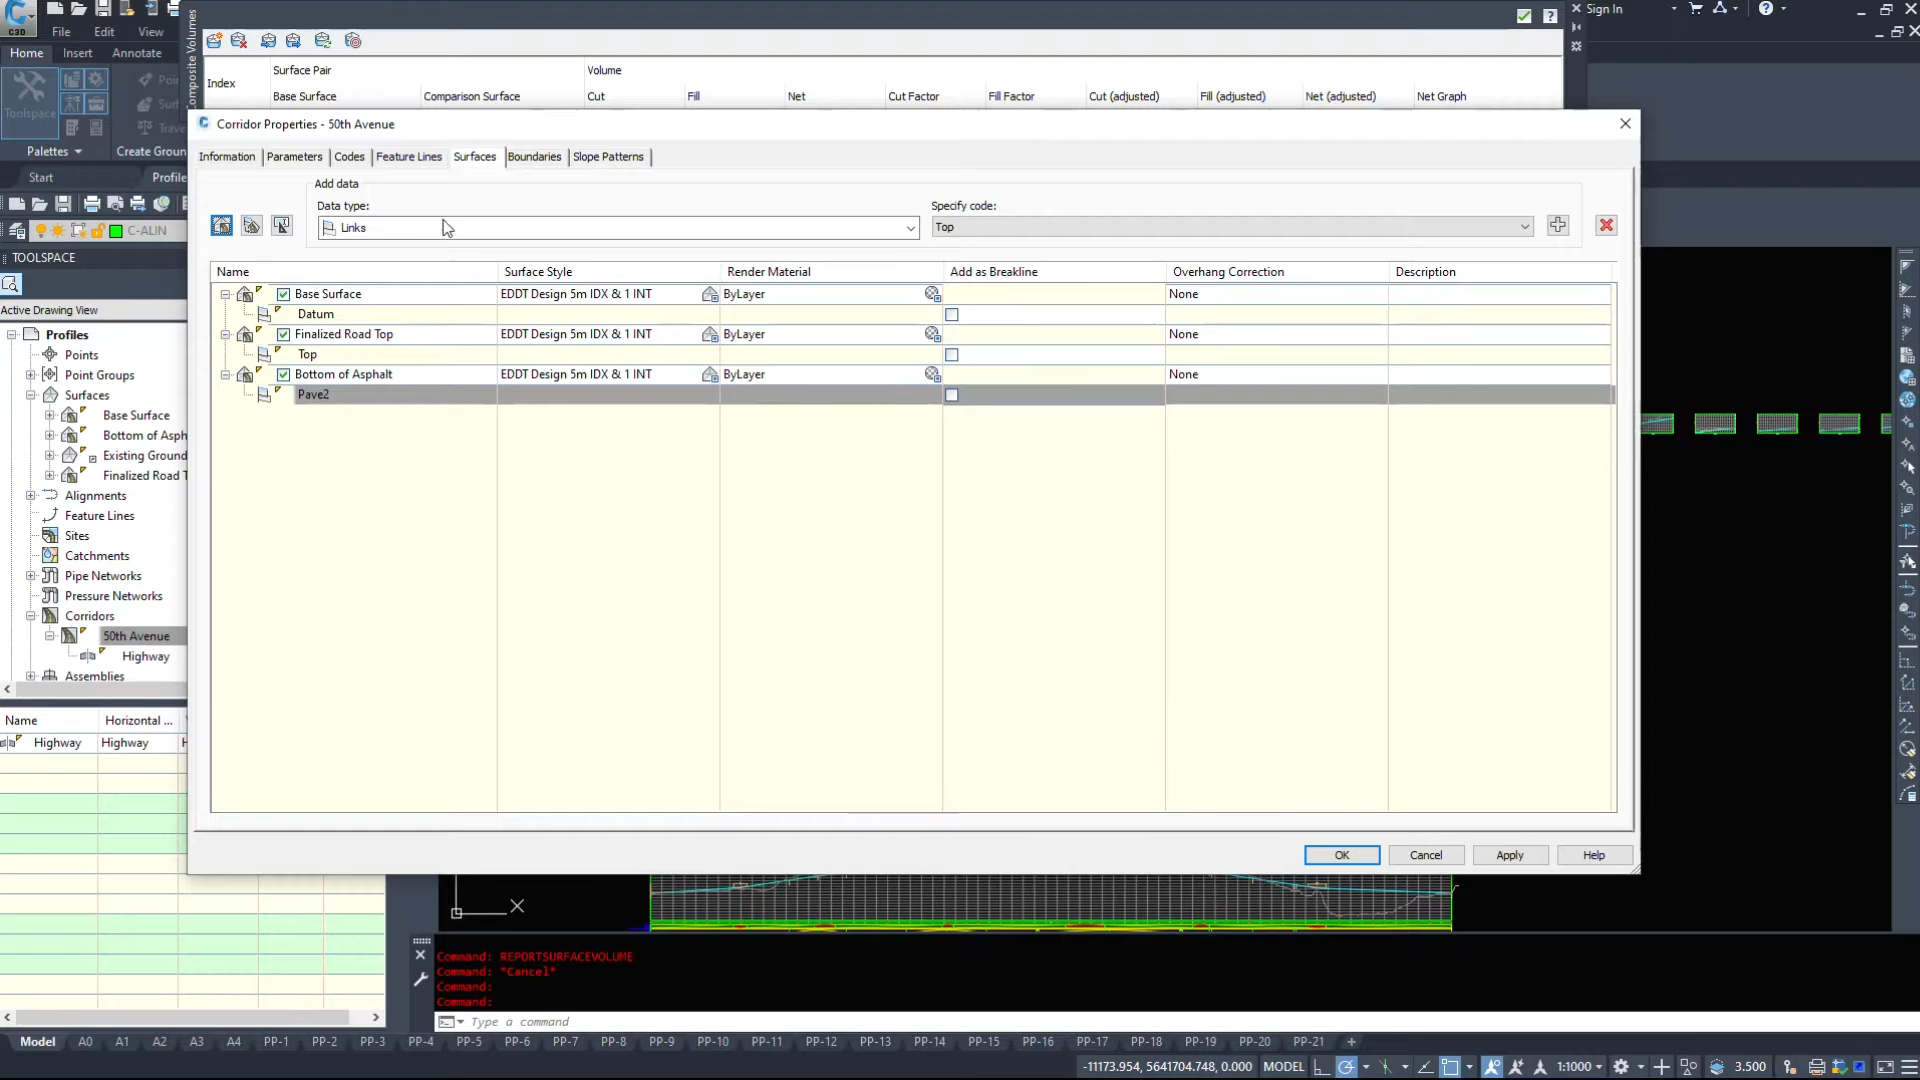 C3D
File Edit View
Sign In
Home Insert Annotate
Toolspace
Palettes
Create Groun
Start
Profile
C-ALIN
omposite Volumes
Index
Surface Pair
Volume
Base Surface Comparison Surface Cut Fill Net Cut Factor Fill Factor Cut (adjusted) Fill (adjusted) Net (adjusted) Net Graph
Corridor Properties - 50th Avenue
Information Parameters Codes Feature Lines Surfaces Boundaries Slope Patterns
Add data
Data type:
Specify code:
Links
Top
Name Surface Style Render Material Add as Breakline Overhang Correction Description
Base Surface EDDT Design 5m IDX & 1 INT ByLayer None
Datum
Finalized Road Top EDDT Design 5m IDX & 1 INT ByLayer None
Top
Bottom of Asphalt EDDT Design 5m IDX & 1 INT ByLayer None
Pave2
OK Cancel Apply Help
TOOLSPACE
Active Drawing View
Profiles
Points
Point Groups
Surfaces
Base Surface
Bottom of Asph
Existing Ground
Finalized Road T
Alignments
Feature Lines
Sites
Catchments
Pipe Networks
Pressure Networks
Corridors
50th Avenue
Highway
Assemblies
Name Horizontal ...
Highway Highway H
Command: REPORTSURFACEVOLUME
Command: *Cancel*
Command:
Command:
Type a command
Model A0 A1 A2 A3 A4 PP-1 PP-2 PP-3 PP-4 PP-5 PP-6 PP-7 PP-8 PP-9 PP-10 PP-11 PP-12 PP-13 PP-14 PP-15 PP-16 PP-17 PP-18 PP-19 PP-20 PP-21 +
-11173.954, 5641704.748, 0.000 MODEL 1:1000 3.500